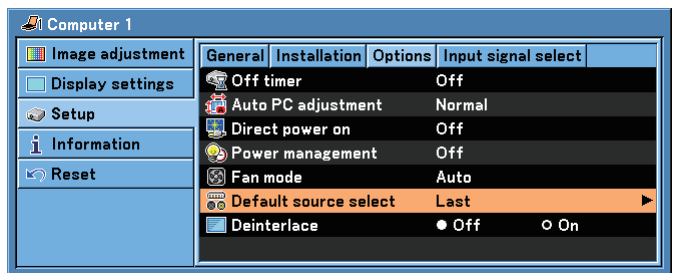 Computer 1
Image adjustment
Display settings
Setup
Information
Reset
General Installation Options Input signal select
Off timer Off
Auto PC adjustment Normal
Direct power on Off
Power management Off
Fan mode Auto
Default source select Last
Deinterlace Off On